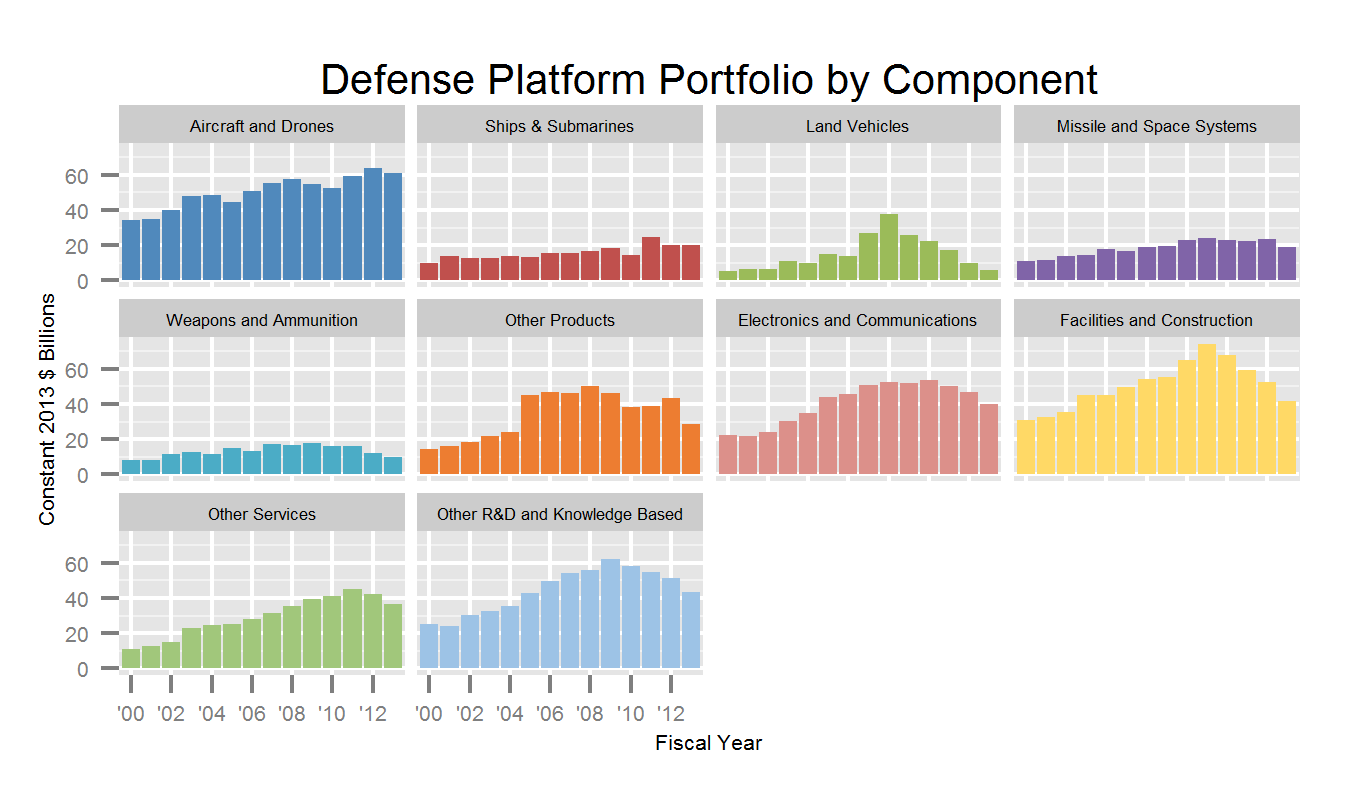 Defense Platform Portfolio by Component
Aircraft and Drones
Ships & Submarines
Land Vehicles
Missile and Space Systems
60
40
20
0
Weapons and Ammunition
Other Products
Electronics and Communications
Facilities and Construction
60
40
20
0
Constant 2013 $ Billions
Other Services
Other R&D and Knowledge Based
60
40
20
0
'00 '02 '04 '06 '08 '10 '12
'00 '02 '04 '06 '08 '10 '12
Fiscal Year